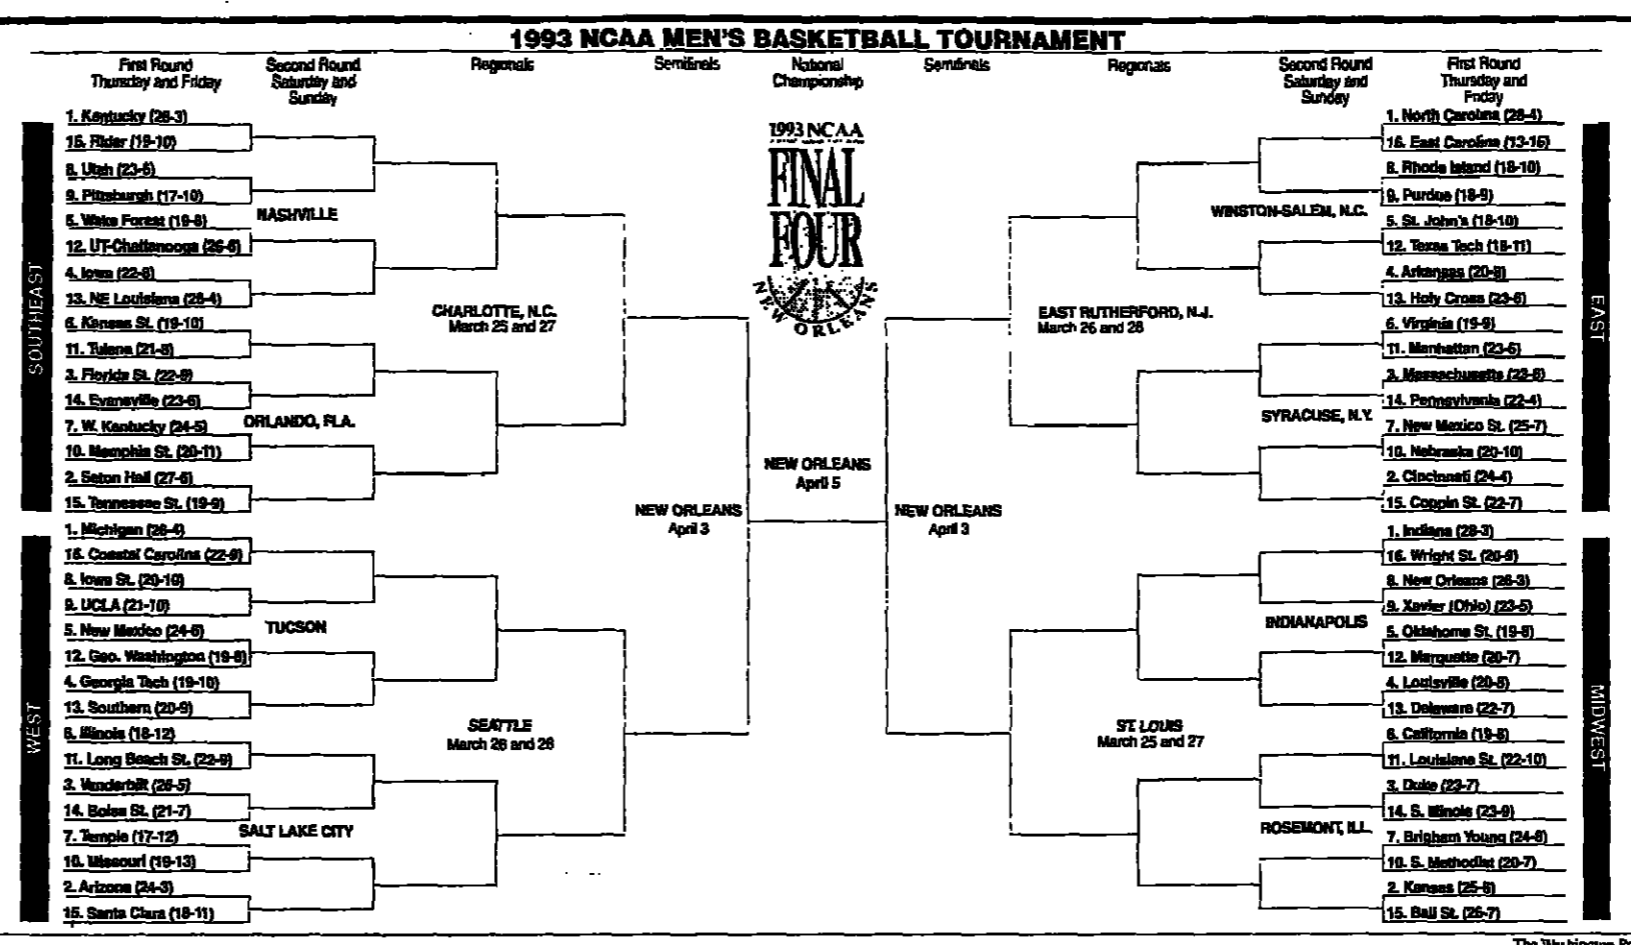 1993 NCAA MEN'S BASKETBALL TOURNAMENT
First Round
Thursday and Friday
Second Round
Saturday and
Sunday
Regionals
Semifinals
National
Championship
Semifinals
Regionals
Second Round
Saturday and
Sunday
First Round
Thursday and
Friday
SOUTHEAST
1. Kentucky (26-3)
16. Rider (19-10)
8. Utah (23-6)
9. Pittsburgh (17-10)
NASHVILLE
5. Wake Forest (19-8)
12. UT-Chattanooga (26-6)
4. Iowa (22-8)
13. NE Louisiana (26-4)
CHARLOTTE, N.C.
March 25 and 27
6. Kansas St. (19-10)
11. Tulane (21-8)
3. Florida St. (22-9)
14. Evansville (23-6)
ORLANDO, FLA.
7. W. Kentucky (24-5)
10. Memphis St. (20-11)
2. Seton Hall (27-6)
15. Tennessee St. (19-9)
WEST
1. Michigan (26-4)
16. Coastal Carolina (22-9)
8. Iowa St. (20-10)
9. UCLA (21-10)
TUCSON
5. New Mexico (24-6)
12. Geo. Washington (19-8)
4. Georgia Tech (19-10)
13. Southern (20-9)
SEATTLE
March 26 and 28
6. Illinois (18-12)
11. Long Beach St. (22-9)
3. Vanderbilt (26-5)
14. Boise St. (21-7)
SALT LAKE CITY
7. Temple (17-12)
10. Missouri (19-13)
2. Arizona (24-3)
15. Santa Clara (18-11)
1993 NCAA
FINAL
FOUR
NEW ORLEANS
NEW ORLEANS
April 5
NEW ORLEANS
April 3
NEW ORLEANS
April 3
EAST
1. North Carolina (28-4)
16. East Carolina (13-16)
8. Rhode Island (18-10)
9. Purdue (18-9)
WINSTON-SALEM, N.C.
5. St. John's (18-10)
12. Texas Tech (18-11)
4. Arkansas (20-8)
13. Holy Cross (23-6)
EAST RUTHERFORD, N.J.
March 26 and 28
6. Virginia (19-9)
11. Manhattan (23-6)
3. Massachusetts (23-6)
14. Pennsylvania (22-4)
SYRACUSE, N.Y.
7. New Mexico St. (25-7)
10. Nebraska (20-10)
2. Cincinnati (24-4)
15. Coppin St. (22-7)
MIDWEST
1. Indiana (28-3)
16. Wright St. (20-9)
8. New Orleans (26-3)
9. Xavier (Ohio) (23-5)
INDIANAPOLIS
5. Oklahoma St. (19-8)
12. Marquette (20-7)
4. Louisville (20-8)
13. Delaware (22-7)
ST. LOUIS
March 25 and 27
6. California (19-8)
11. Louisiana St. (22-10)
3. Duke (23-7)
14. S. Illinois (23-9)
ROSEMONT, ILL.
7. Brigham Young (24-8)
10. S. Methodist (20-7)
2. Kansas (25-6)
15. Ball St. (26-7)